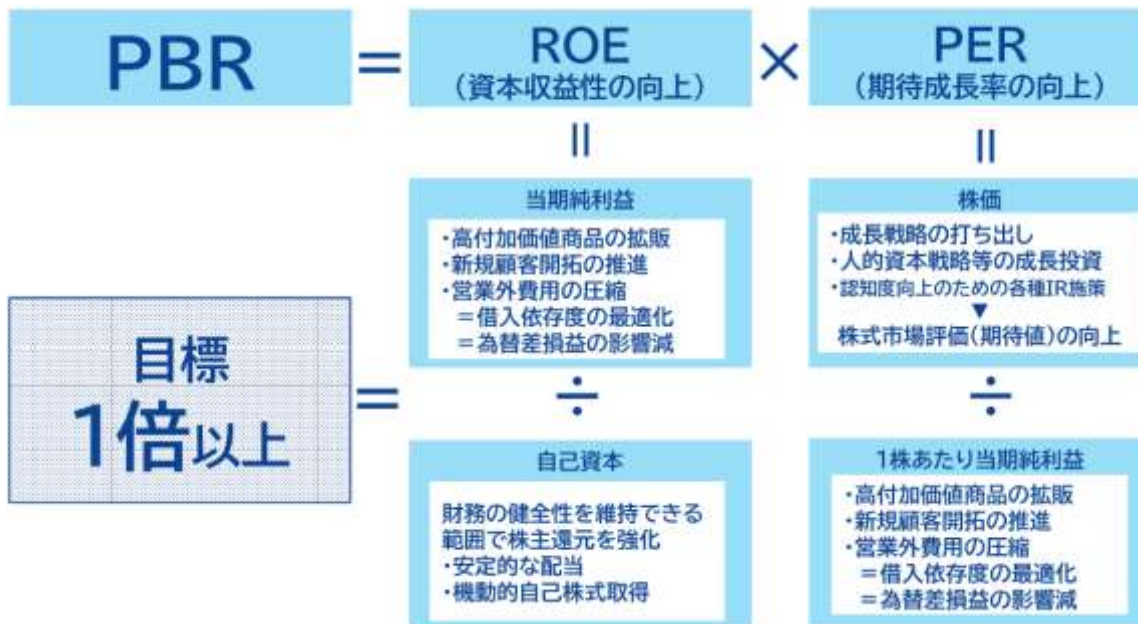 PBR
=
ROE
(資本収益性の向上)
×
PER
(期待成長率の向上)
=
当期純利益
・高付加価値商品の拡販
・新規顧客開拓の推進
・営業外費用の圧縮
=借入依存度の最適化
=為替差損益の影響減
÷
自己資本
財務の健全性を維持できる
範囲で株主還元を強化
・安定的な配当
・機動的自己株式取得
=
株価
・成長戦略の打ち出し
・人的資本戦略等の成長投資
・認知度向上のための各種IR施策
▼
株式市場評価(期待値)の向上
÷
1株あたり当期純利益
・高付加価値商品の拡販
・新規顧客開拓の推進
・営業外費用の圧縮
=借入依存度の最適化
=為替差損益の影響減
目標
1倍以上
=